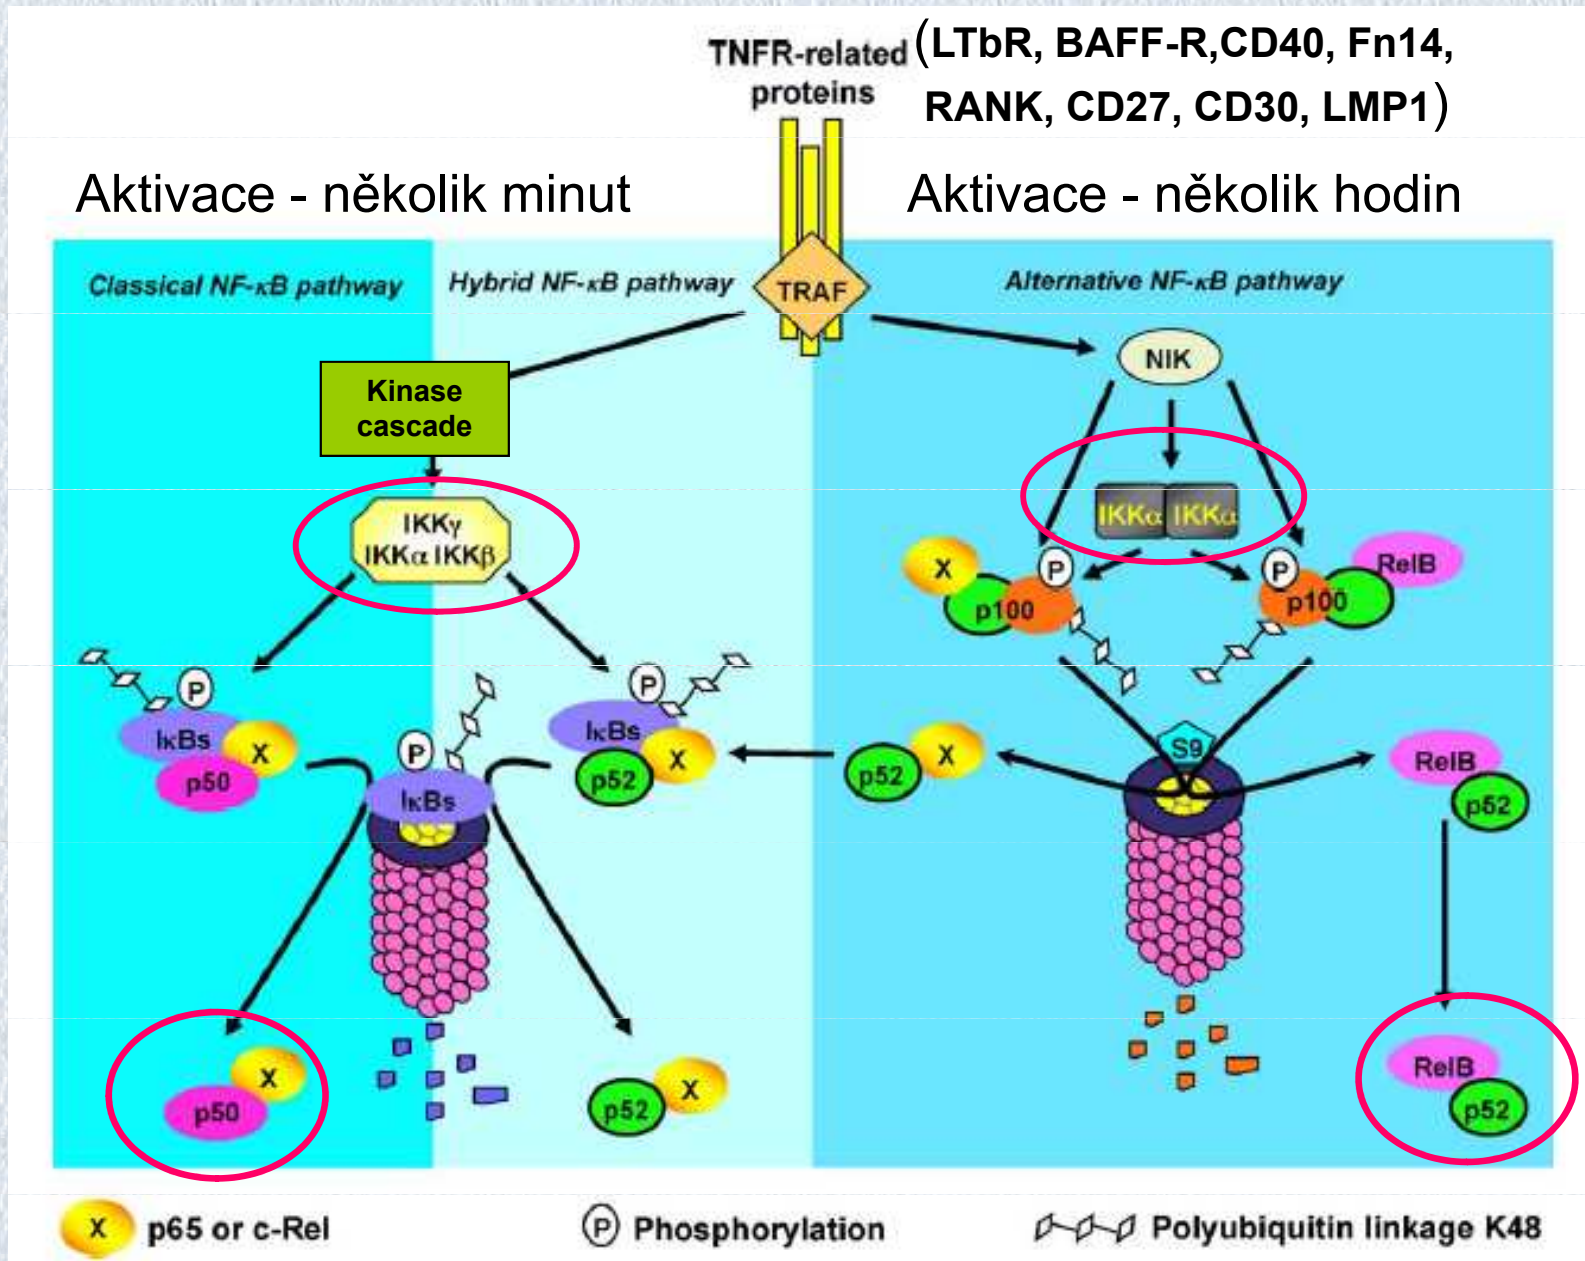 TNFR-related (LTbR, BAFF-R,CD40, Fn14,
proteins RANK, CD27, CD30, LMP1)
Aktivace - několik minut
Aktivace - několik hodin
Classical NF-κB pathway
Hybrid NF-κB pathway
TRAF
Alternative NF-κB pathway
NIK
Kinase
cascade
IKKγ
IKKα IKKβ
IKKα IKKα
X
P
p100
P
p100
RelB
P
IκBs
X
p50
P
IκBs
P
IκBs
X
p52
p52
X
S9
RelB
p52
X
p50
X
p52
RelB
p52
X p65 or c-Rel
P Phosphorylation
Polyubiquitin linkage K48